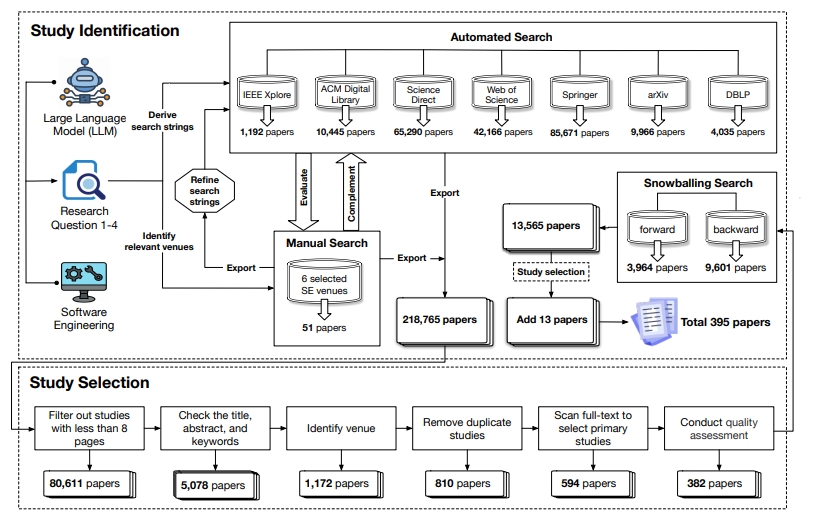 Study Identification
Large Language
Model (LLM)
Research
Question 1-4
Software
Engineering
Derive
search strings
Identify
relevant venues
Refine
search
strings
Automated Search
IEEE Xplore
1,192 papers
ACM Digital
Library
10,445 papers
Science
Direct
65,290 papers
Web of
Science
42,166 papers
Springer
85,671 papers
arXiv
9,966 papers
DBLP
4,035 papers
Evaluate
Complement
Export
Manual Search
6 selected
SE venues
51 papers
Export
Export
218,765 papers
Snowballing Search
forward
3,964 papers
backward
9,601 papers
13,565 papers
Study selection
Add 13 papers
Total 395 papers
Study Selection
Filter out studies
with less than 8
pages
80,611 papers
Check the title,
abstract, and
keywords
5,078 papers
Identify venue
1,172 papers
Remove duplicate
studies
810 papers
Scan full-text to
select primary
studies
594 papers
Conduct quality
assessment
382 papers